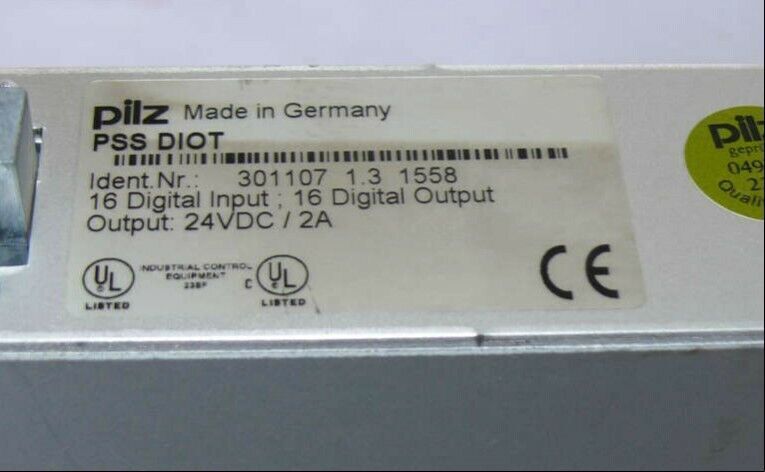 pilz Made in Germany
PSS DIOT
Ident.Nr.: 301107 1.3 1558
16 Digital Input ; 16 Digital Output
Output: 24VDC / 2A
UL
LISTED
INDUSTRIAL CONTROL
EQUIPMENT
23BF
C UL
LISTED
CE